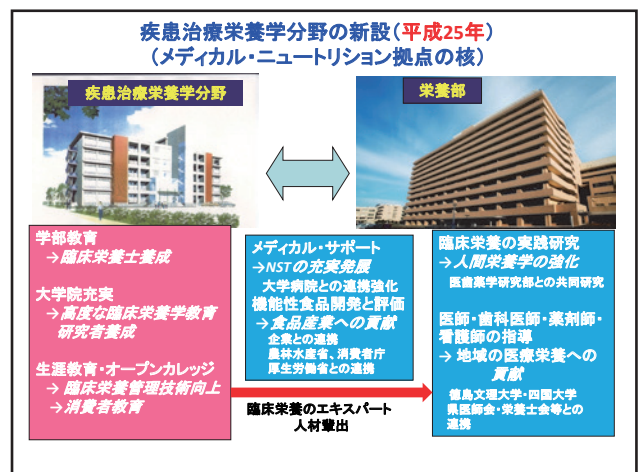 疾患治療栄養学分野の新設(平成25年)
(メディカル・ニュートリション拠点の核)
疾患治療栄養学分野
栄養部
学部教育
→臨床栄養士養成
大学院充実
→高度な臨床栄養学教育
研究者養成
生涯教育・オープンカレッジ
→臨床栄養管理技術向上
→消費者教育
メディカル・サポート
→NSTの充実発展
大学病院との連携強化
機能性食品開発と評価
→食品産業への貢献
企業との連携
農林水産省、消費者庁
厚生労働省との連携
臨床栄養のエキスパート
人材輩出
臨床栄養の実践研究
→人間栄養学の強化
医歯薬学研究部との共同研究
医師・歯科医師・薬剤師・
看護師の指導
→地域の医療栄養への
貢献
徳島文理大学・四国大学
県医師会・栄養士会等との
連携